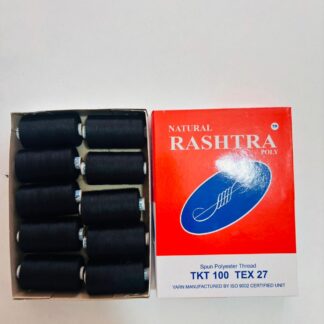 NATURAL
RASHTRA
POLY
Spun Polyester Thread
TKT 100 TEX 27
YARN MANUFACTURED BY ISO 9002 CERTIFIED UNIT